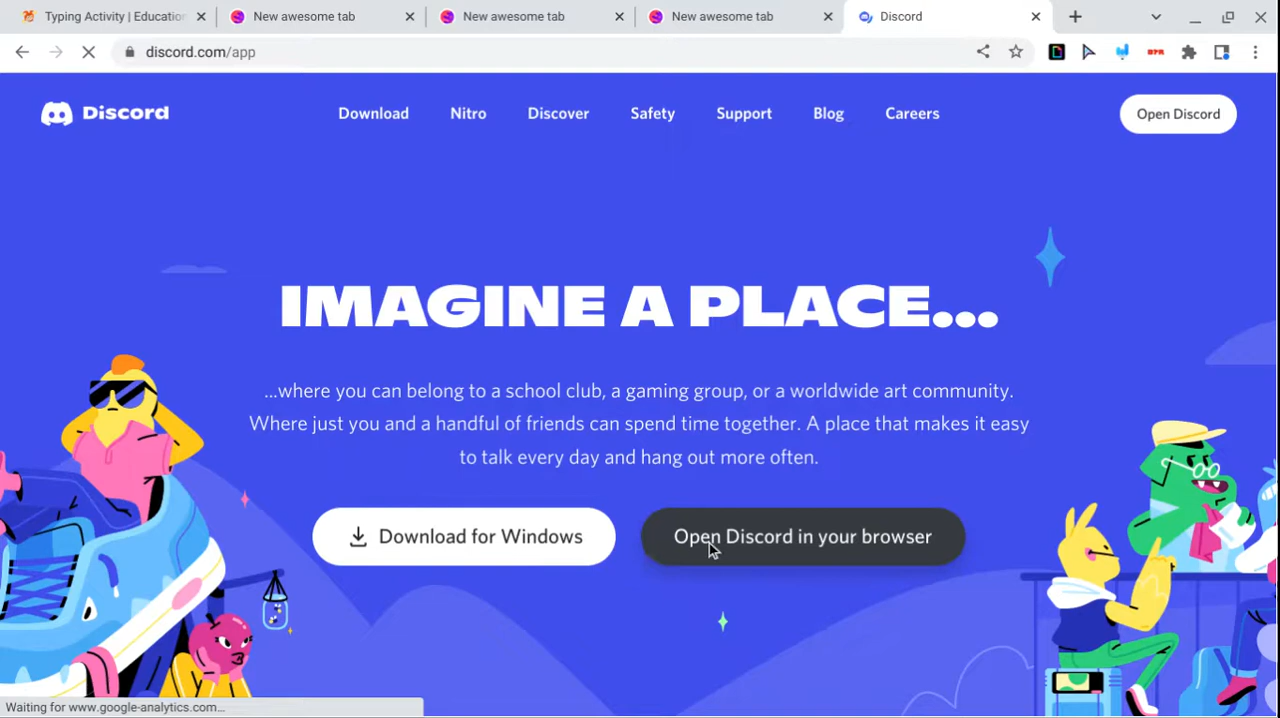 Typing Activity | Education
New awesome tab
New awesome tab
New awesome tab
Discord
discord.com/app
Discord
Download
Nitro
Discover
Safety
Support
Blog
Careers
Open Discord
IMAGINE A PLACE...
...where you can belong to a school club, a gaming group, or a worldwide art community.
Where just you and a handful of friends can spend time together. A place that makes it easy
to talk every day and hang out more often.
Download for Windows
Open Discord in your browser
Waiting for www.google-analytics.com...